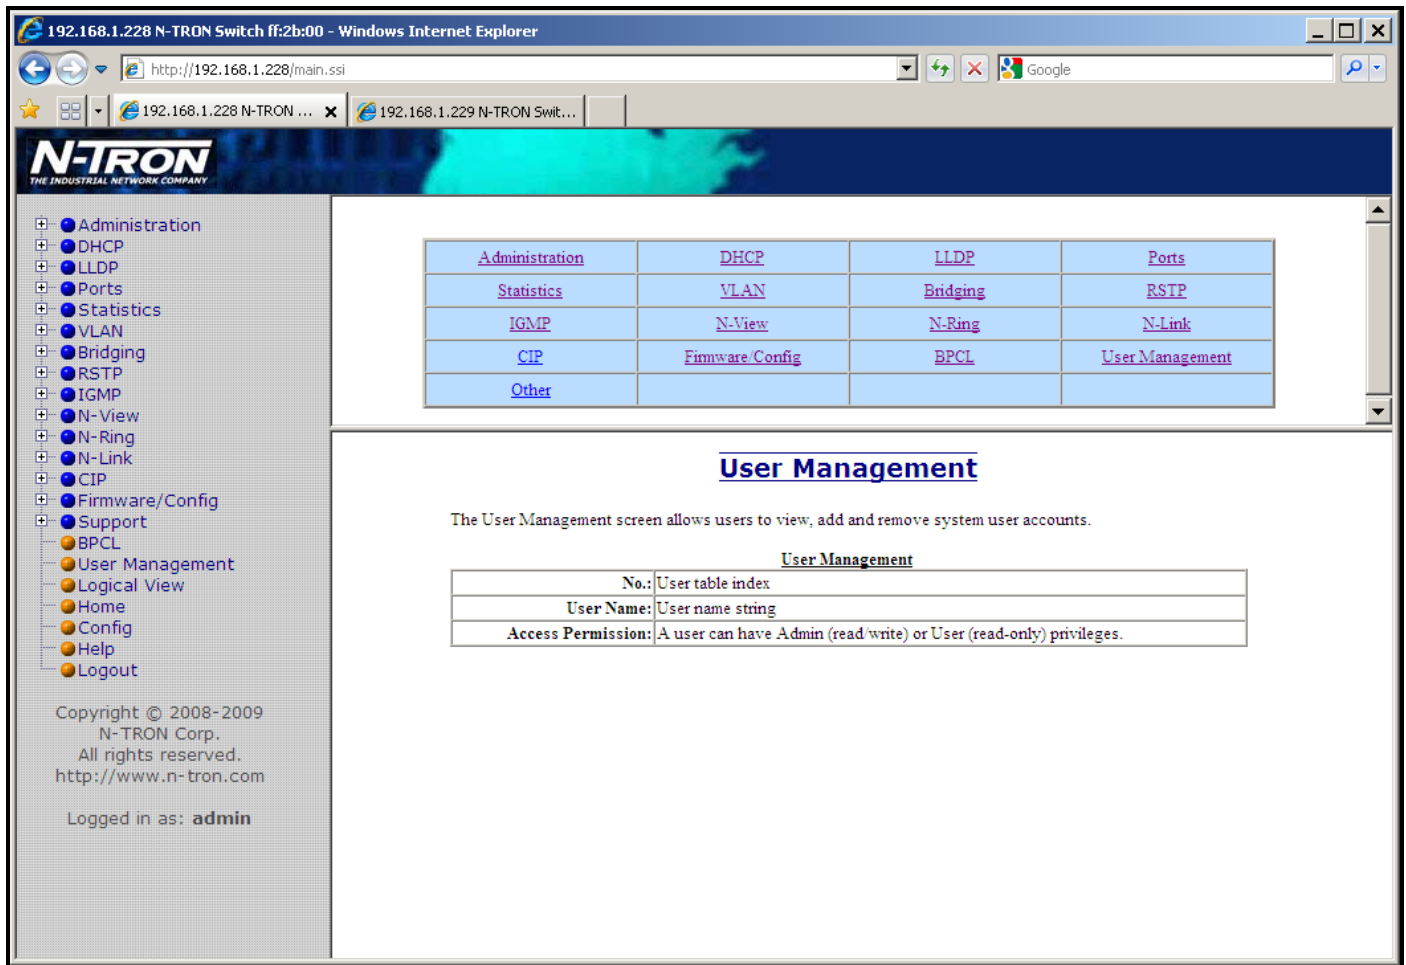 192.168.1.228 N-TRON Switch ff:2b:00 - Windows Internet Explorer
http://192.168.1.228/main.ssi
Google
192.168.1.228 N-TRON ...
192.168.1.229 N-TRON Swit...
N-TRON
THE INDUSTRIAL NETWORK COMPANY
Administration
DHCP
LLDP
Ports
Statistics
VLAN
Bridging
RSTP
IGMP
N-View
N-Ring
N-Link
CIP
Firmware/Config
Support
BPCL
User Management
Logical View
Home
Config
Help
Logout
Copyright © 2008-2009
N-TRON Corp.
All rights reserved.
http://www.n-tron.com
Logged in as: admin
Administration DHCP LLDP Ports
Statistics VLAN Bridging RSTP
IGMP N-View N-Ring N-Link
CIP Firmware/Config BPCL User Management
Other
User Management
The User Management screen allows users to view, add and remove system user accounts.
User Management
No.: User table index
User Name: User name string
Access Permission: A user can have Admin (read/write) or User (read-only) privileges.